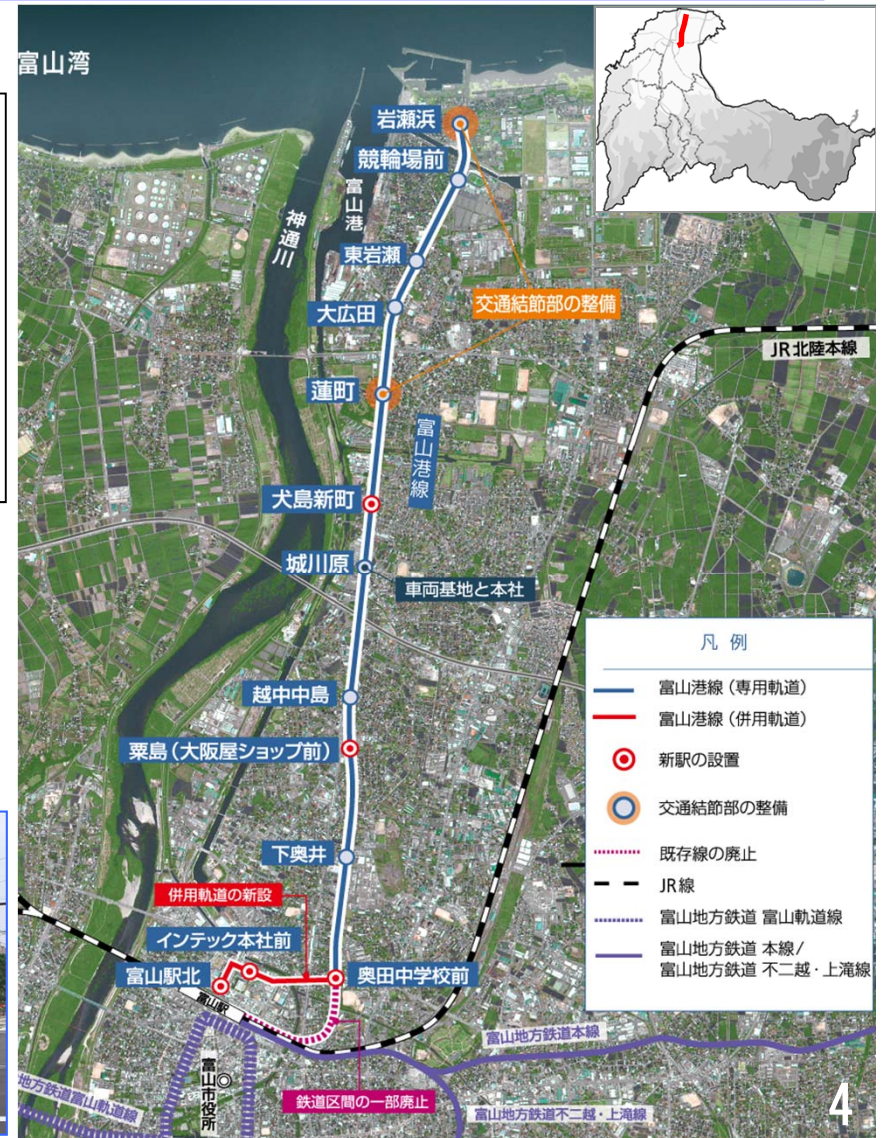 富山湾
岩瀬浜
競輪場前
富山港
神通川
東岩瀬
大広田
交通結節部の整備
JR北陸本線
蓮町
富山港線
犬島新町
城川原
車両基地と本社
凡 例
富山港線（専用軌道）
富山港線（併用軌道）
新駅の設置
交通結節部の整備
既存線の廃止
JR線
富山地方鉄道 富山軌道線
富山地方鉄道 本線/
富山地方鉄道 不二越・上滝線
越中中島
粟島（大阪屋ショップ前）
下奥井
併用軌道の新設
インテック本社前
富山駅北
奥田中学校前
富山駅
富山地方鉄道本線
富山市役所
地方鉄道富山軌道線
鉄道区間の一部廃止
富山地方鉄道不二越・上滝線
4